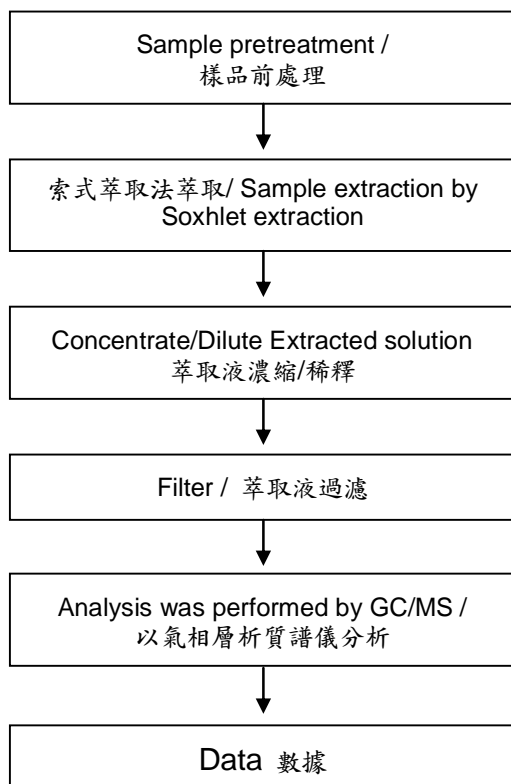 Sample pretreatment /
樣品前處理
索式萃取法萃取/ Sample extraction by
Soxhlet extraction
Concentrate/Dilute Extracted solution
萃取液濃縮/稀釋
Filter / 萃取液過濾
Analysis was performed by GC/MS /
以氣相層析質譜儀分析
Data 數據